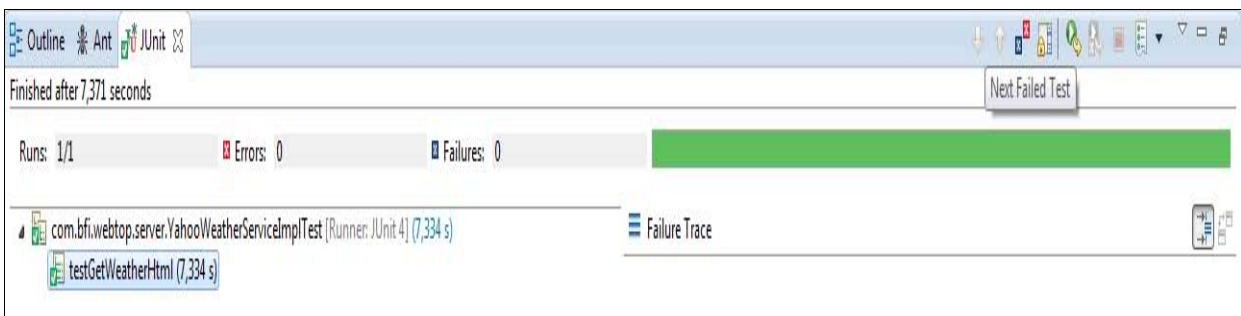 Outline Ant JUnit
Finished after 7,371 seconds
Next Failed Test
Runs: 1/1 Errors: 0 Failures: 0
com.bfi.webtop.server.YahooWeatherServiceImplTest [Runner: JUnit 4] (7,334 s)
Failure Trace
testGetWeatherHtml (7,334 s)